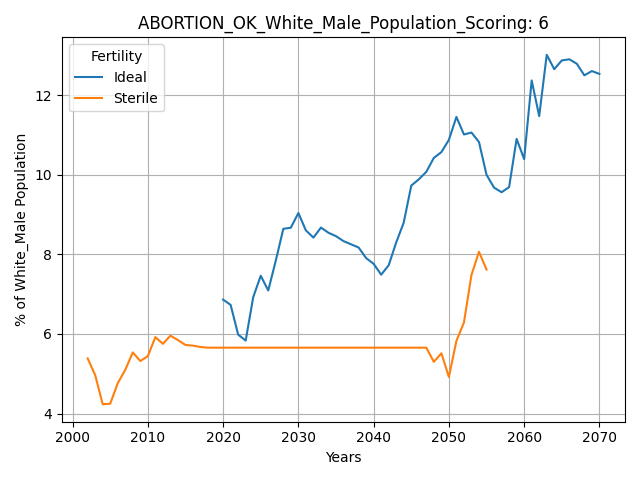 ABORTION_OK_White_Male_Population_Scoring: 6
Fertility
Ideal
Sterile
% of White_Male Population
12
10
8
6
4
2000 2010 2020 2030 2040 2050 2060 2070
Years